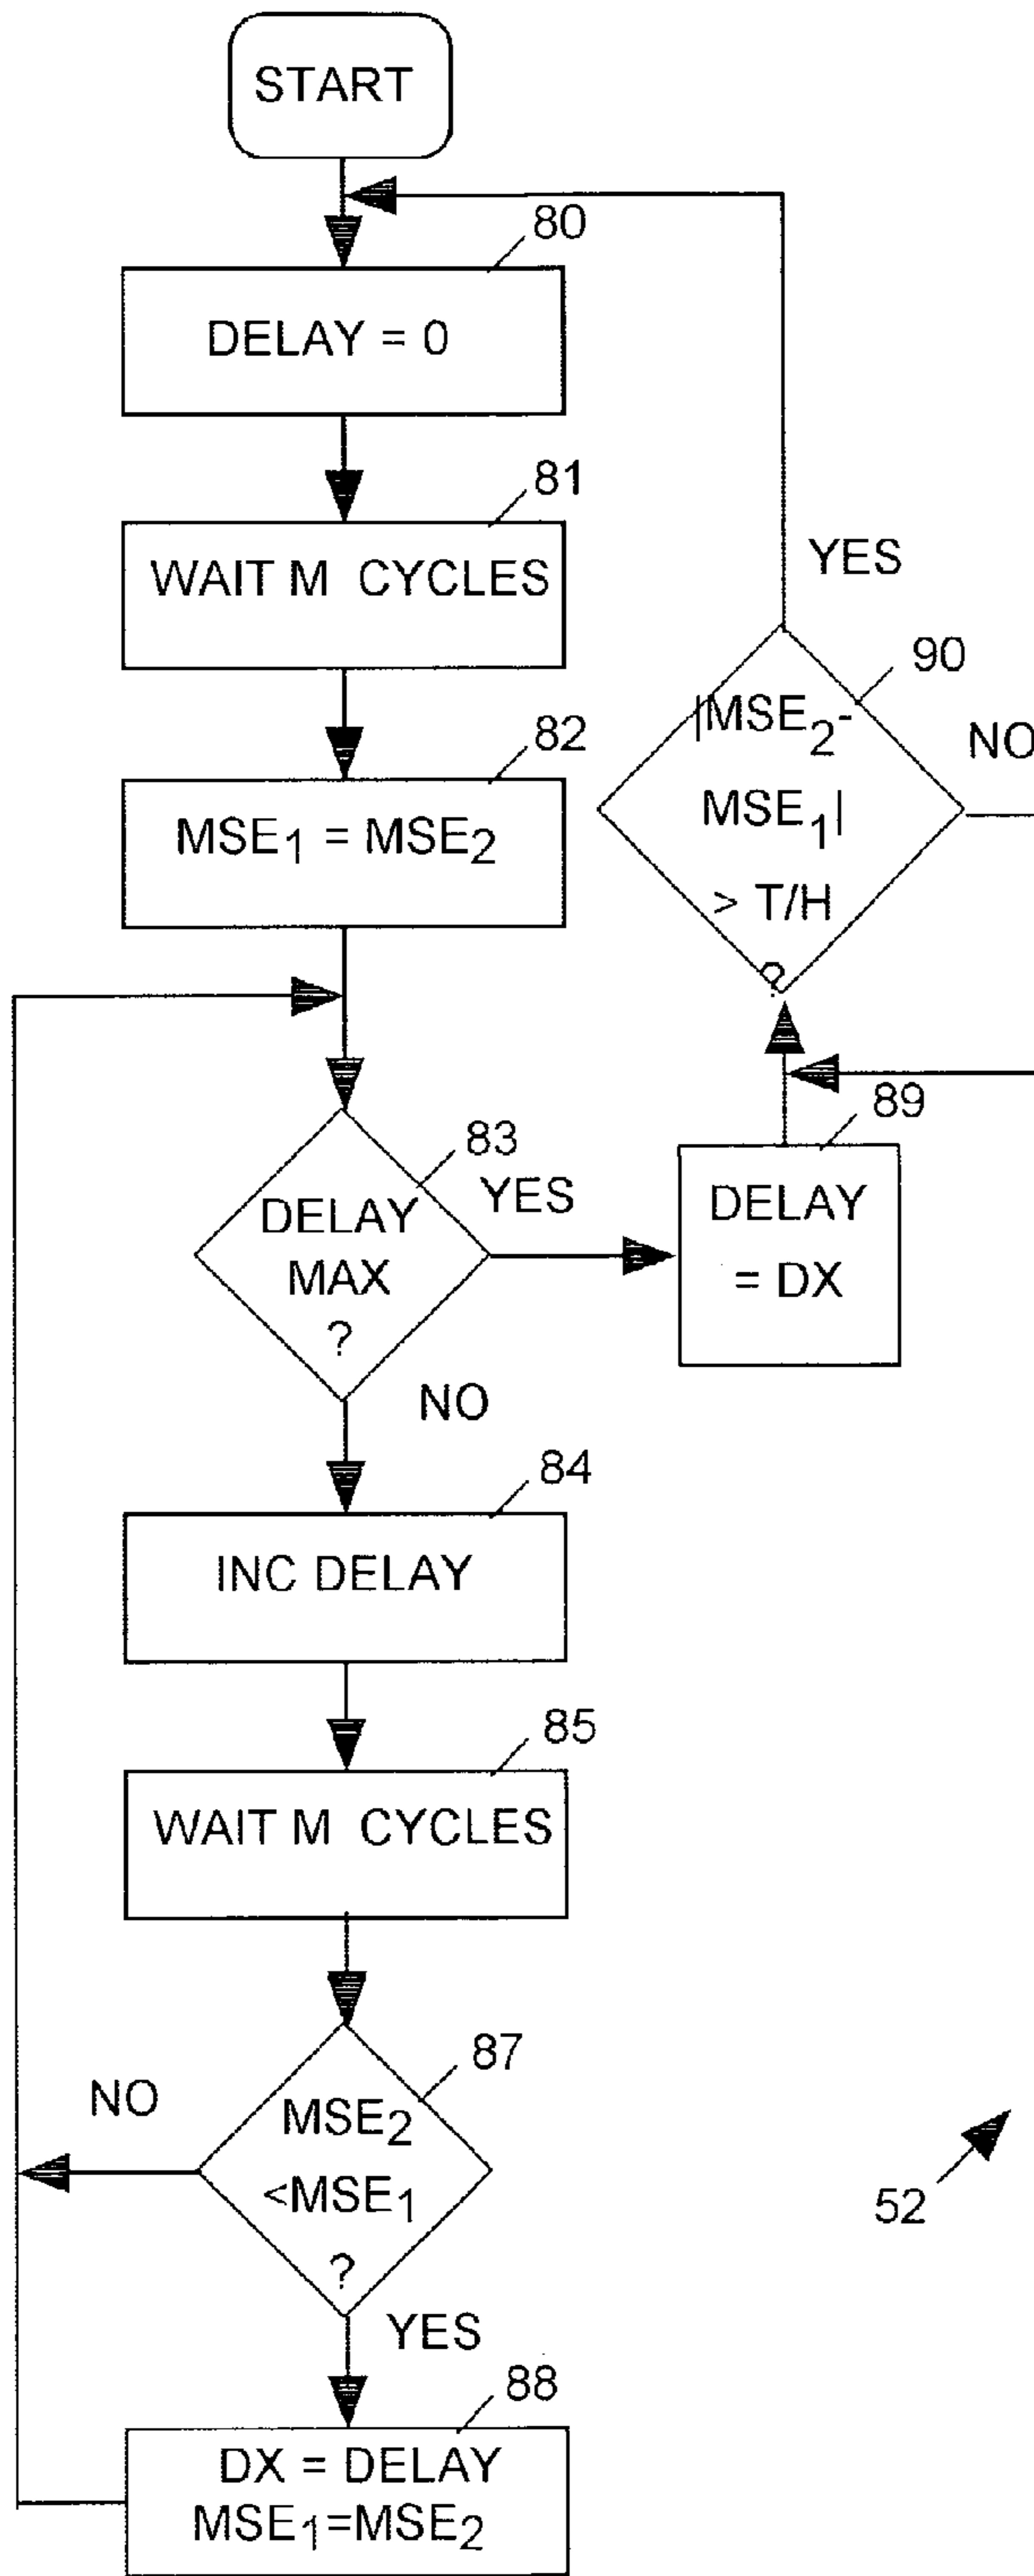 START
80
DELAY = 0
81
WAIT M CYCLES
YES
90
82
|MSE2-
NO
MSE1 = MSE2
MSE1|
> T/H
?
83
YES
89
DELAY
MAX
?
DELAY
= DX
NO
84
INC DELAY
85
WAIT M CYCLES
87
NO
MSE2
<MSE1
?
52
YES
88
DX = DELAY
MSE1=MSE2